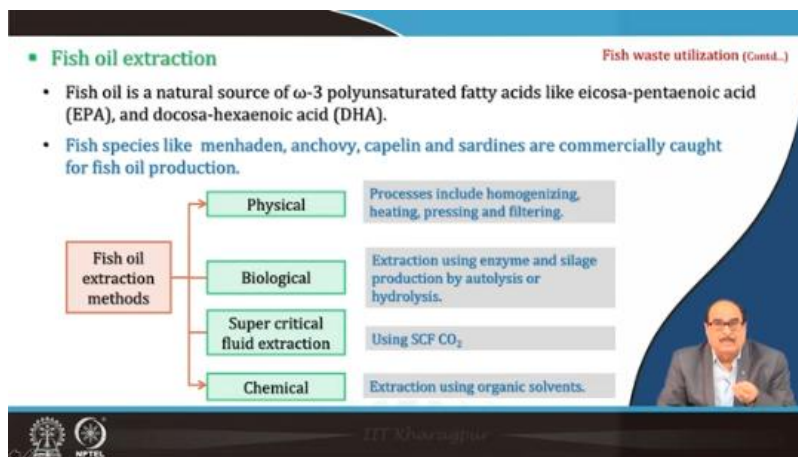 ▪ Fish oil extraction
Fish waste utilization (Contd...)
• Fish oil is a natural source of ω-3 polyunsaturated fatty acids like eicosa-pentaenoic acid
(EPA), and docosa-hexaenoic acid (DHA).
• Fish species like menhaden, anchovy, capelin and sardines are commercially caught
for fish oil production.
Fish oil
extraction
methods
Physical
Processes include homogenizing,
heating, pressing and filtering.
Biological
Extraction using enzyme and silage
production by autolysis or
hydrolysis.
Super critical
fluid extraction
Using SCF CO₂
Chemical
Extraction using organic solvents.
NPTEL
IIT Kharagpur